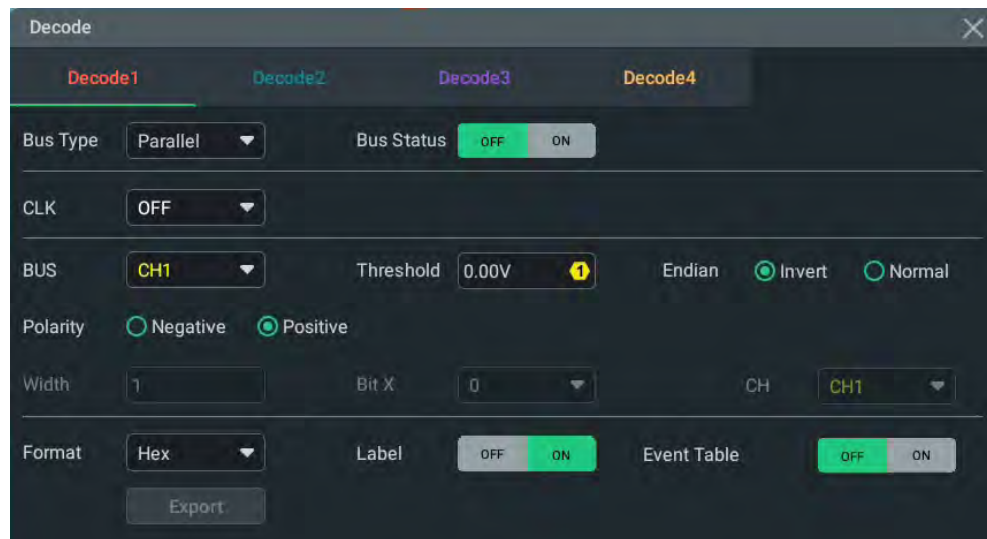 Decode
Decode1 Decode2 Decode3 Decode4
Bus Type Parallel Bus Status OFF ON
CLK OFF
BUS CH1 Threshold 0.00V 1 Endian Invert Normal
Polarity Negative Positive
Width 1 Bit X 0 CH CH1
Format Hex Label OFF ON Event Table OFF ON
Export